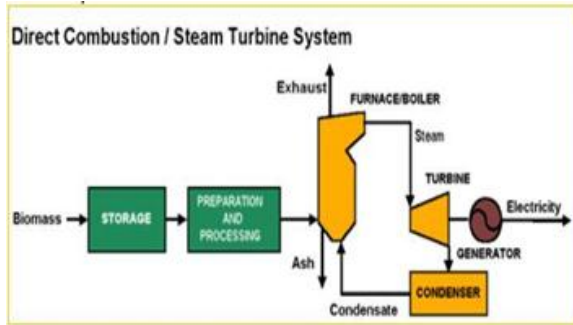 Direct Combustion / Steam Turbine System
Exhaust
FURNACE/BOILER
Steam
TURBINE
Biomass
STORAGE
PREPARATION
AND
PROCESSING
Electricity
GENERATOR
Ash
CONDENSER
Condensate